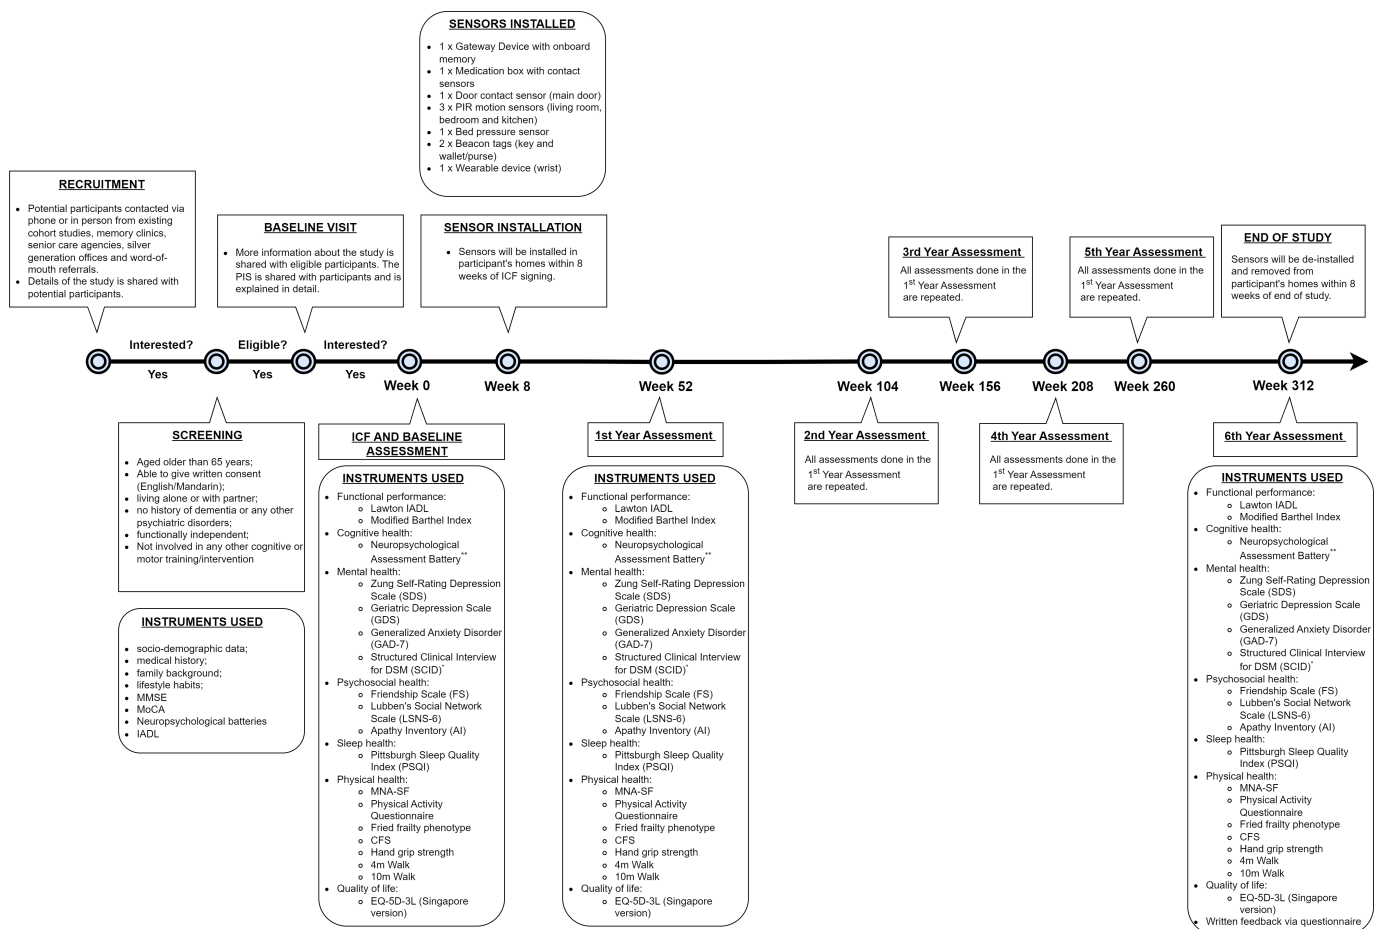 SENSORS INSTALLED
• 1 x Gateway Device with onboard
memory
• 1 x Medication box with contact
sensors
• 1 x Door contact sensor (main door)
• 3 x PIR motion sensors (living room,
bedroom and kitchen)
• 1 x Bed pressure sensor
• 2 x Beacon tags (key and
wallet/purse)
• 1 x Wearable device (wrist)
RECRUITMENT
• Potential participants contacted via
phone or in person from existing
cohort studies, memory clinics,
senior care agencies, silver
generation offices and word-of-
mouth referrals.
• Details of the study is shared with
potential participants.
BASELINE VISIT
• More information about the study is
shared with eligible participants. The
PIS is shared with participants and is
explained in detail.
SENSOR INSTALLATION
• Sensors will be installed in
participant's homes within 8
weeks of ICF signing.
3rd Year Assessment
All assessments done in the
1st Year Assessment
are repeated.
5th Year Assessment
All assessments done in the
1st Year Assessment
are repeated.
END OF STUDY
Sensors will be de-installed
and removed from
participant's homes within 8
weeks of end of study.
Interested?
Yes
Eligible?
Yes
Interested?
Yes
Week 0
Week 8
Week 52
Week 104
Week 156
Week 208
Week 260
Week 312
SCREENING
• Aged older than 65 years;
• Able to give written consent
(English/Mandarin);
• living alone or with partner;
• no history of dementia or any other
psychiatric disorders;
• functionally independent;
• Not involved in any other cognitive or
motor training/intervention
INSTRUMENTS USED
• socio-demographic data;
• medical history;
• family background;
• lifestyle habits;
• MMSE
• MoCA
• Neuropsychological batteries
• IADL
ICF AND BASELINE
ASSESSMENT
INSTRUMENTS USED
• Functional performance:
o Lawton IADL
o Modified Barthel Index
• Cognitive health:
o Neuropsychological
Assessment Battery**
• Mental health:
o Zung Self-Rating Depression
Scale (SDS)
o Geriatric Depression Scale
(GDS)
o Generalized Anxiety Disorder
(GAD-7)
o Structured Clinical Interview
for DSM (SCID)*
• Psychosocial health:
o Friendship Scale (FS)
o Lubben's Social Network
Scale (LSNS-6)
o Apathy Inventory (AI)
• Sleep health:
o Pittsburgh Sleep Quality
Index (PSQI)
• Physical health:
o MNA-SF
o Physical Activity
Questionnaire
o Fried frailty phenotype
o CFS
o Hand grip strength
o 4m Walk
o 10m Walk
• Quality of life:
o EQ-5D-3L (Singapore
version)
1st Year Assessment
INSTRUMENTS USED
• Functional performance:
o Lawton IADL
o Modified Barthel Index
• Cognitive health:
o Neuropsychological
Assessment Battery**
• Mental health:
o Zung Self-Rating Depression
Scale (SDS)
o Geriatric Depression Scale
(GDS)
o Generalized Anxiety Disorder
(GAD-7)
o Structured Clinical Interview
for DSM (SCID)*
• Psychosocial health:
o Friendship Scale (FS)
o Lubben's Social Network
Scale (LSNS-6)
o Apathy Inventory (AI)
• Sleep health:
o Pittsburgh Sleep Quality
Index (PSQI)
• Physical health:
o MNA-SF
o Physical Activity
Questionnaire
o Fried frailty phenotype
o CFS
o Hand grip strength
o 4m Walk
o 10m Walk
• Quality of life:
o EQ-5D-3L (Singapore
version)
2nd Year Assessment
All assessments done in the
1st Year Assessment
are repeated.
4th Year Assessment
All assessments done in the
1st Year Assessment
are repeated.
6th Year Assessment
INSTRUMENTS USED
• Functional performance:
o Lawton IADL
o Modified Barthel Index
• Cognitive health:
o Neuropsychological
Assessment Battery**
• Mental health:
o Zung Self-Rating Depression
Scale (SDS)
o Geriatric Depression Scale
(GDS)
o Generalized Anxiety Disorder
(GAD-7)
o Structured Clinical Interview
for DSM (SCID)*
• Psychosocial health:
o Friendship Scale (FS)
o Lubben's Social Network
Scale (LSNS-6)
o Apathy Inventory (AI)
• Sleep health:
o Pittsburgh Sleep Quality
Index (PSQI)
• Physical health:
o MNA-SF
o Physical Activity
Questionnaire
o Fried frailty phenotype
o CFS
o Hand grip strength
o 4m Walk
o 10m Walk
• Quality of life:
o EQ-5D-3L (Singapore
version)
• Written feedback via questionnaire